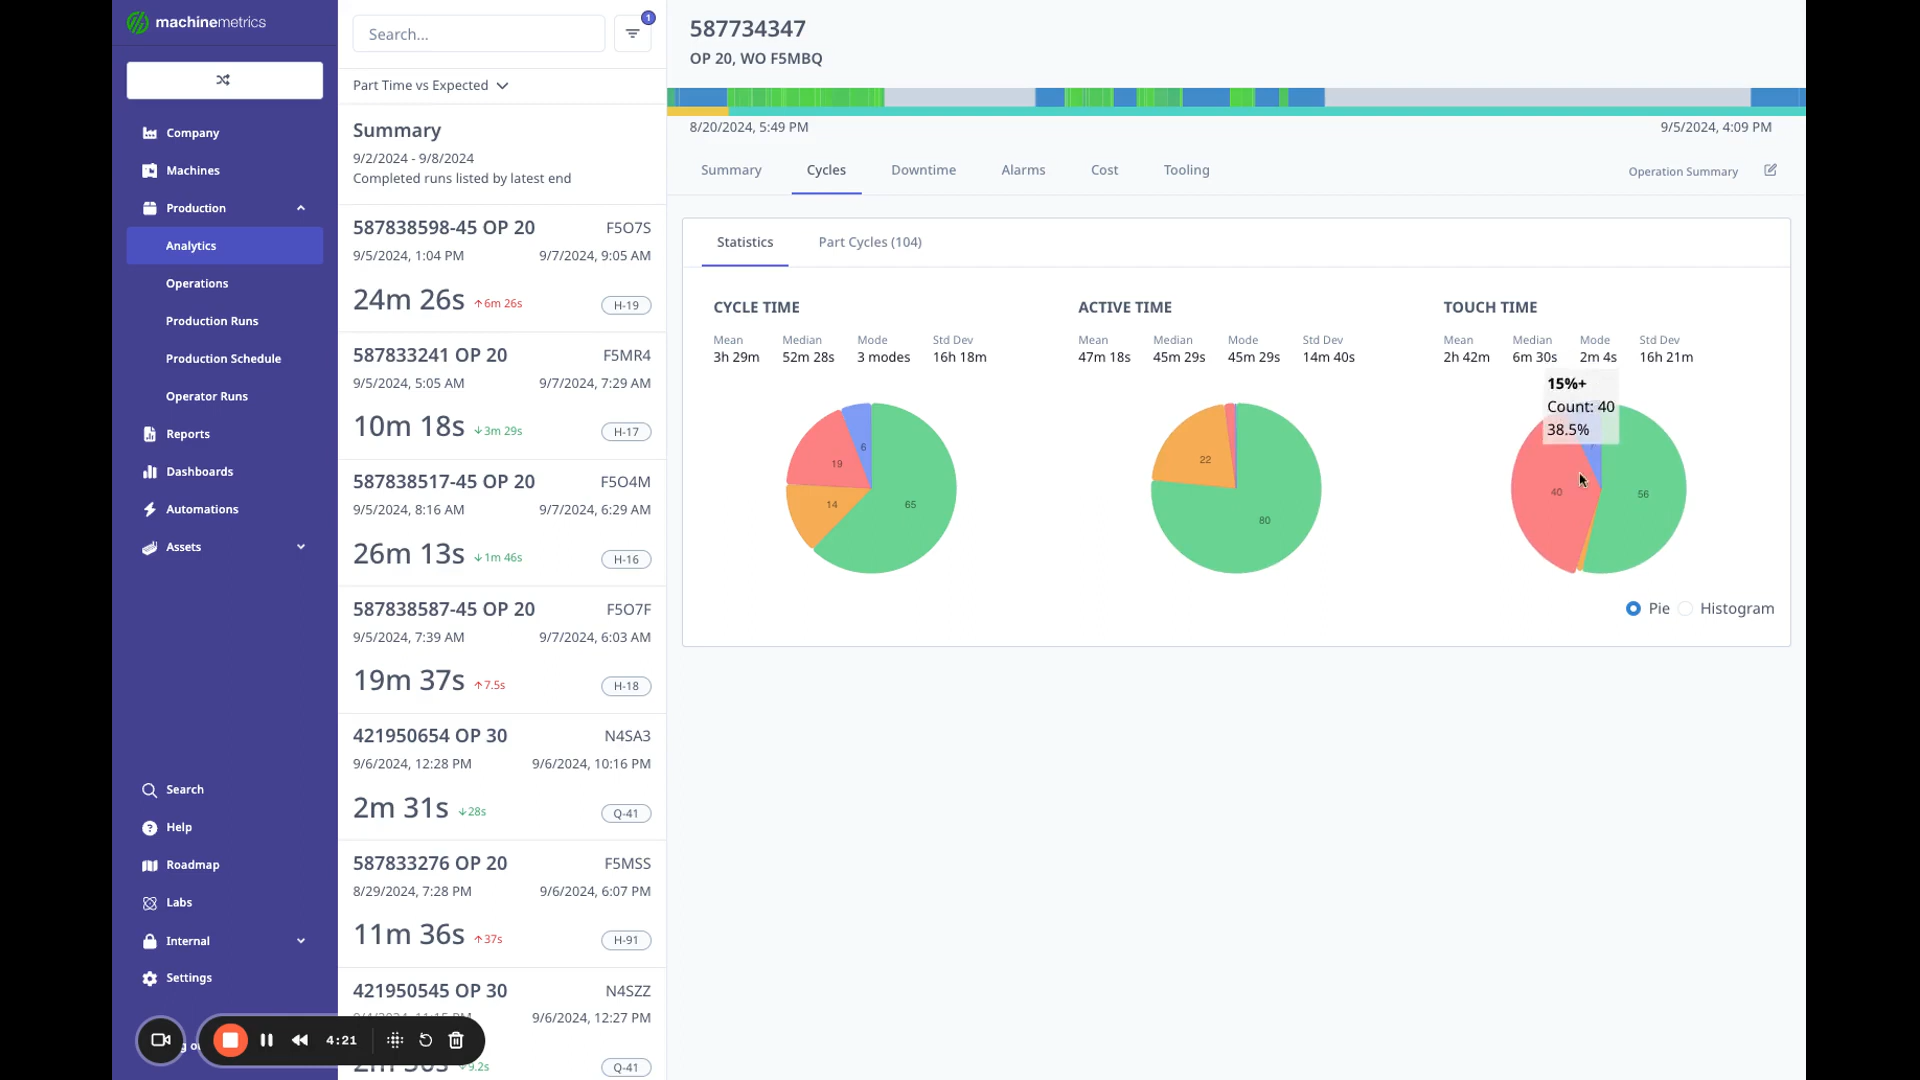 machinemetrics
Company
Machines
Production
Analytics
Operations
Production Runs
Production Schedule
Operator Runs
Reports
Dashboards
Automations
Assets
Search
Help
Roadmap
Labs
Internal
Settings
4:21
Search...
1
Part Time vs Expected
Summary
9/2/2024 - 9/8/2024
Completed runs listed by latest end
587838598-45 OP 20 F5O7S
9/5/2024, 1:04 PM 9/7/2024, 9:05 AM
24m 26s ↑6m 26s H-19
587833241 OP 20 F5MR4
9/5/2024, 5:05 AM 9/7/2024, 7:29 AM
10m 18s ↓3m 29s H-17
587838517-45 OP 20 F5O4M
9/5/2024, 8:16 AM 9/7/2024, 6:29 AM
26m 13s ↓1m 46s H-16
587838587-45 OP 20 F5O7F
9/5/2024, 7:39 AM 9/7/2024, 6:03 AM
19m 37s ↑7.5s H-18
421950654 OP 30 N4SA3
9/6/2024, 12:28 PM 9/6/2024, 10:16 PM
2m 31s ↓28s Q-41
587833276 OP 20 F5MSS
8/29/2024, 7:28 PM 9/6/2024, 6:07 PM
11m 36s ↑37s H-91
421950545 OP 30 N4SZZ
9/6/2024, 12:27 PM
↓9.2s Q-41
587734347
OP 20, WO F5MBQ
8/20/2024, 5:49 PM 9/5/2024, 4:09 PM
Summary Cycles Downtime Alarms Cost Tooling Operation Summary
Statistics Part Cycles (104)
CYCLE TIME
Mean Median Mode Std Dev
3h 29m 52m 28s 3 modes 16h 18m
6
19
14
65
ACTIVE TIME
Mean Median Mode Std Dev
47m 18s 45m 29s 45m 29s 14m 40s
22
80
TOUCH TIME
Mean Median Mode Std Dev
2h 42m 6m 30s 2m 4s 16h 21m
15%+
Count: 40
38.5%
40
56
Pie Histogram